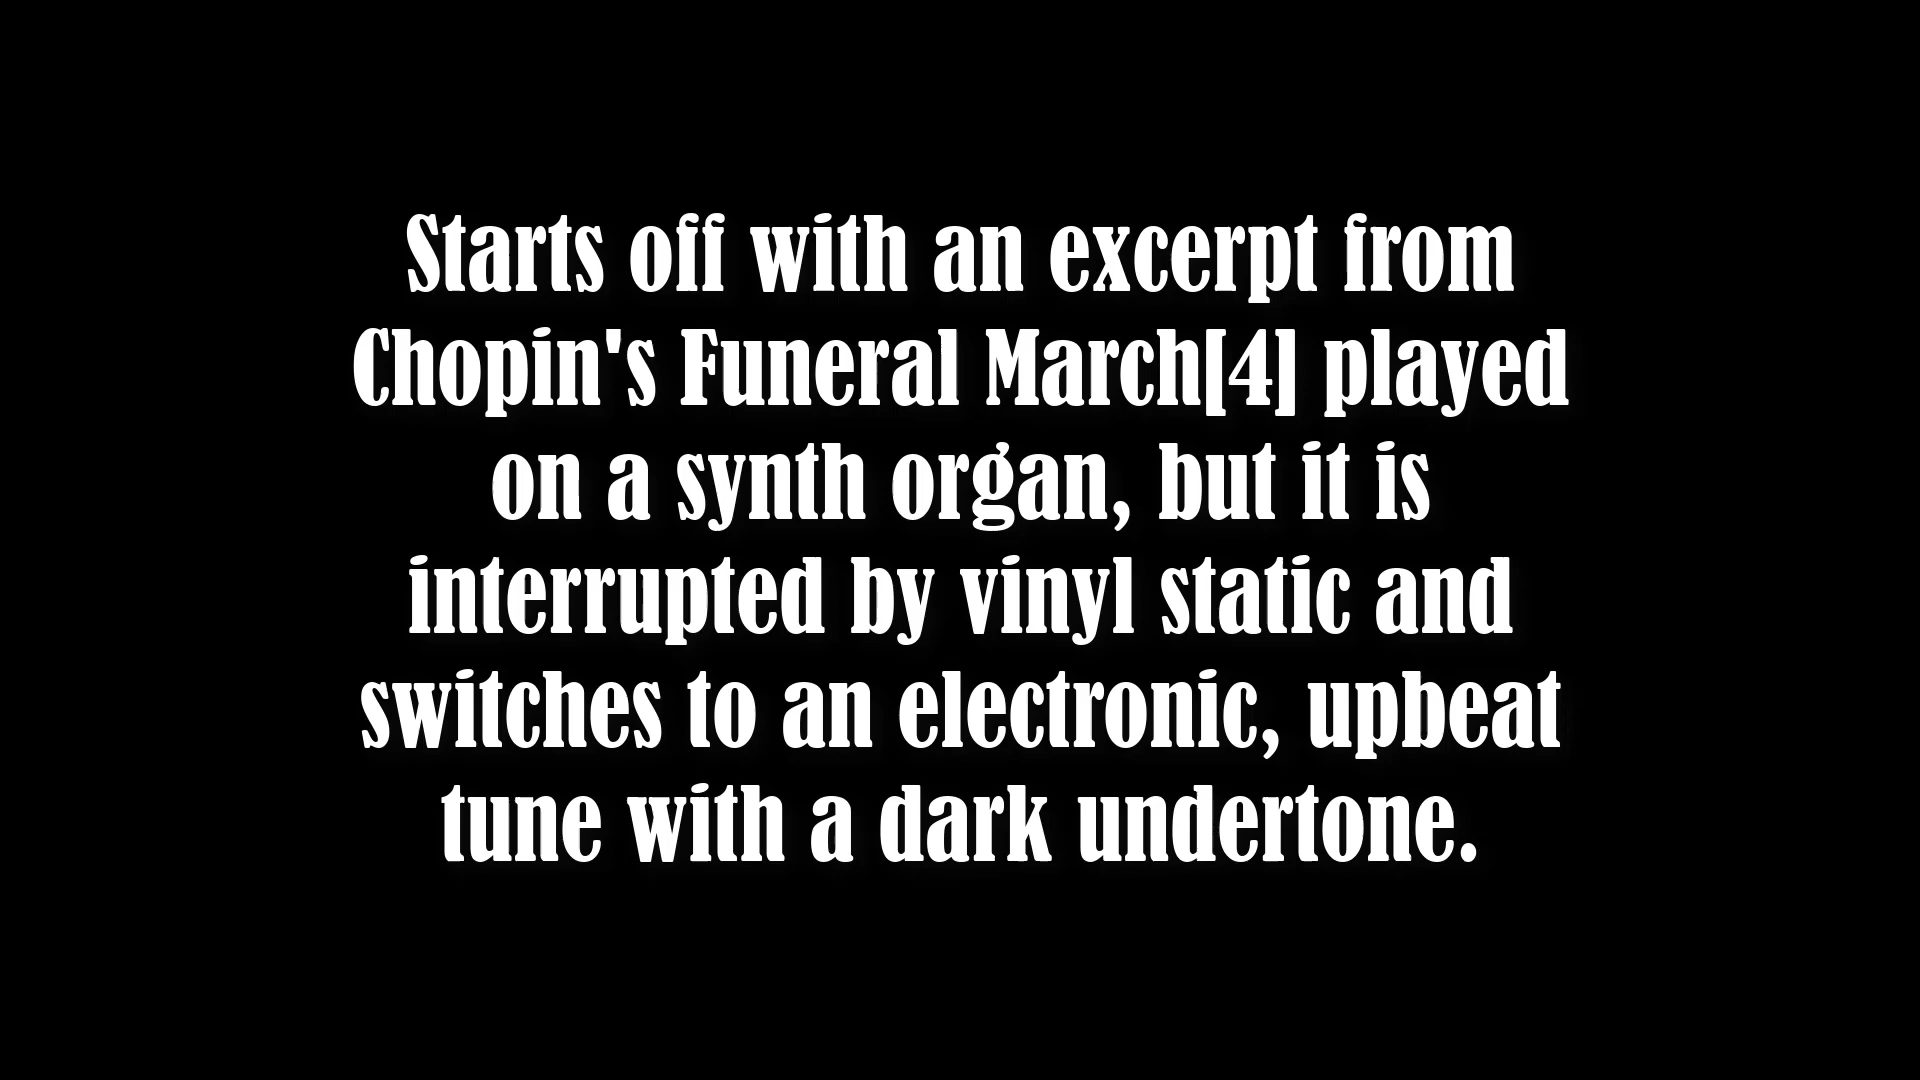 Starts off with an excerpt from
Chopin's Funeral March[4] played
on a synth organ, but it is
interrupted by vinyl static and
switches to an electronic, upbeat
tune with a dark undertone.